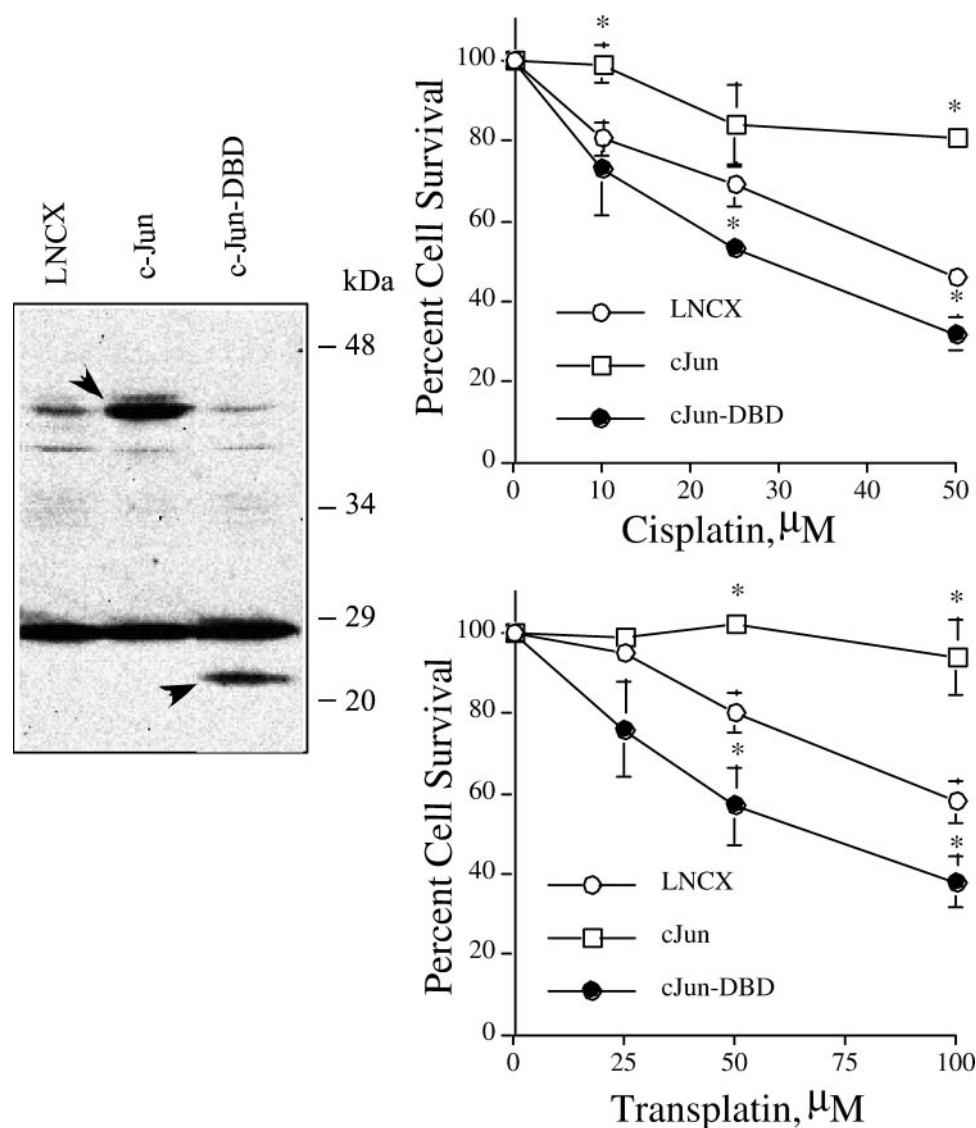 LNCX
c-Jun
c-Jun-DBD
kDa
– 48
– 34
– 29
– 20
*
*
100
80
60
40
20
0
*
*
LNCX
cJun
cJun-DBD
0
10
20
30
40
50
Percent Cell Survival
Cisplatin, μM
*
*
100
80
60
40
20
0
*
*
LNCX
cJun
cJun-DBD
0
25
50
75
100
Percent Cell Survival
Transplatin, μM